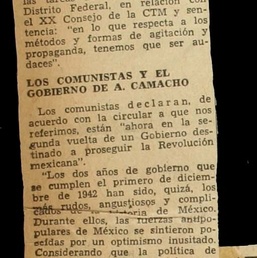 Distrito Federal, en relación con
el XX Consejo de la CTM y sen-
tencia: "en lo que respecta a los
métodos y formas de agitación y
propaganda, tenemos que ser au-
daces".
LOS COMUNISTAS Y EL
GOBIERNO DE A. CAMACHO
Los comunistas declaran, de
acuerdo con la circular a que nos
referimos, están "ahora en la se-
gunda vuelta de un Gobierno des-
tinado a proseguir la Revolución
mexicana".
"Los dos años de gobierno que
se cumplen el primero de diciem-
bre de 1942 han sido, quizá, los
más rudos, angustiosos y compli-
cados de la historia de México.
Durante ellos, las fuerzas antipo-
pulares de México se sintieron po-
seídas por un optimismo inusitado.
Considerando que la política de